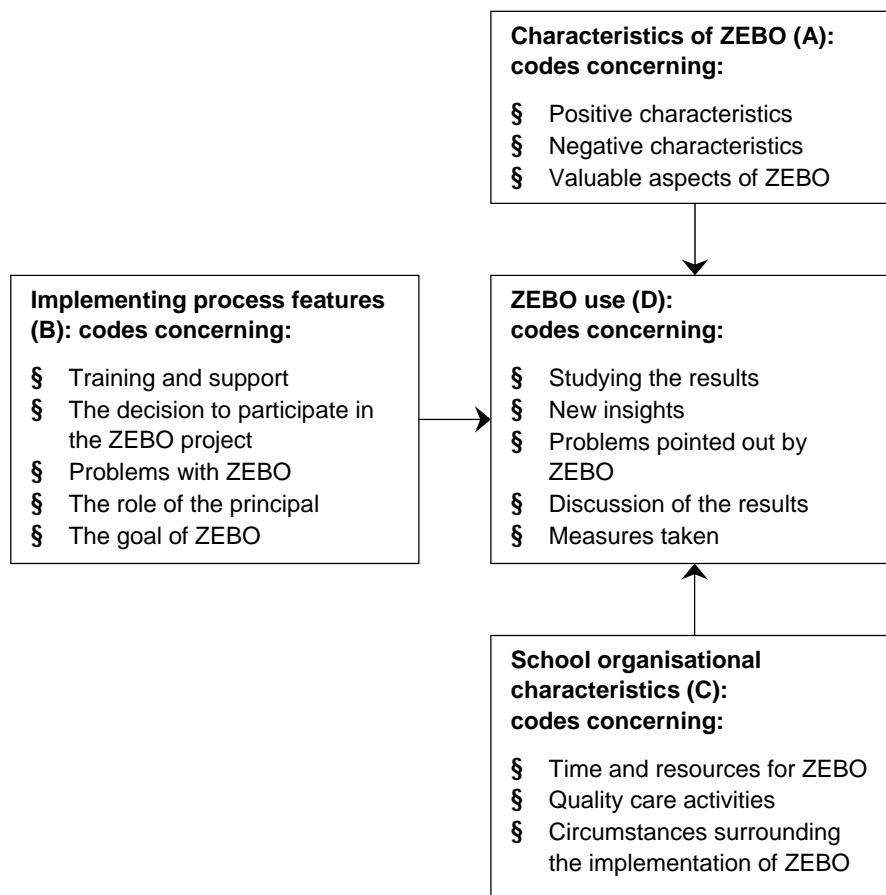 Characteristics of ZEBO (A):
codes concerning:
§ Positive characteristics
§ Negative characteristics
§ Valuable aspects of ZEBO
Implementing process features
(B): codes concerning:
§ Training and support
§ The decision to participate in
the ZEBO project
§ Problems with ZEBO
§ The role of the principal
§ The goal of ZEBO
ZEBO use (D):
codes concerning:
§ Studying the results
§ New insights
§ Problems pointed out by
ZEBO
§ Discussion of the results
§ Measures taken
School organisational
characteristics (C):
codes concerning:
§ Time and resources for ZEBO
§ Quality care activities
§ Circumstances surrounding
the implementation of ZEBO